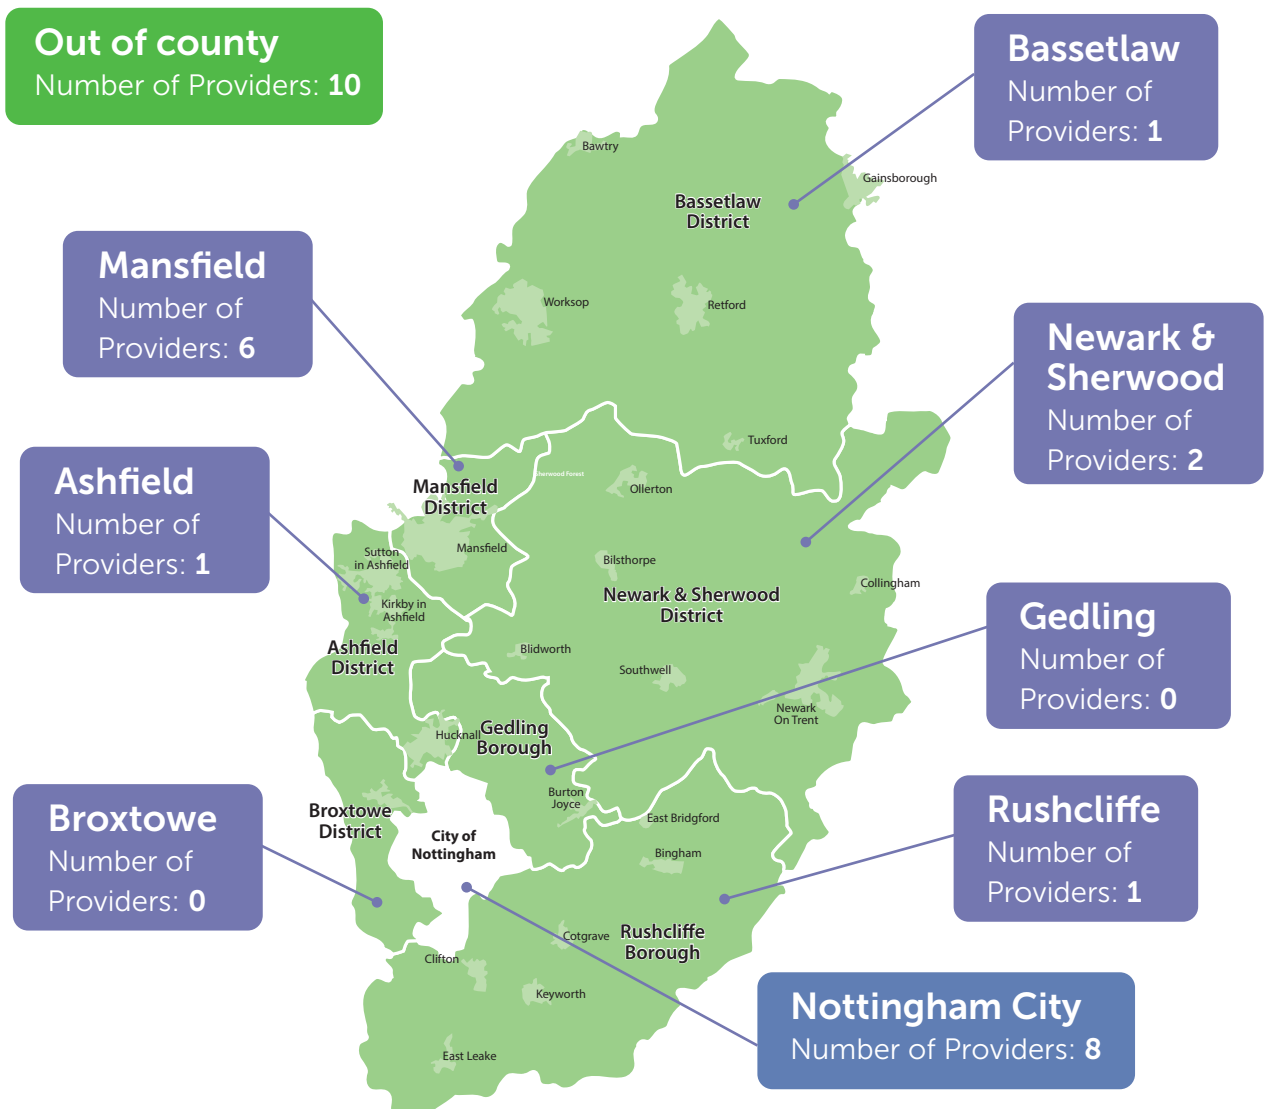 Out of county
Number of Providers: 10
Bassetlaw
Number of
Providers: 1
Bawtry
Gainsborough
Bassetlaw
District
Mansfield
Number of
Providers: 6
Worksop
Retford
Newark &
Sherwood
Number of
Providers: 2
Tuxford
Ashfield
Number of
Providers: 1
Sherwood Forest
Mansfield
District
Ollerton
Mansfield
Sutton
in Ashfield
Bilsthorpe
Collingham
Kirkby in
Ashfield
Newark & Sherwood
District
Gedling
Number of
Providers: 0
Ashfield
District
Blidworth
Southwell
Newark
On Trent
Hucknall
Gedling
Borough
Broxtowe
Number of
Providers: 0
Broxtowe
District
Burton
Joyce
East Bridgford
City of
Nottingham
Bingham
Rushcliffe
Number of
Providers: 1
Cotgrave
Rushcliffe
Borough
Clifton
Keyworth
Nottingham City
Number of Providers: 8
East Leake